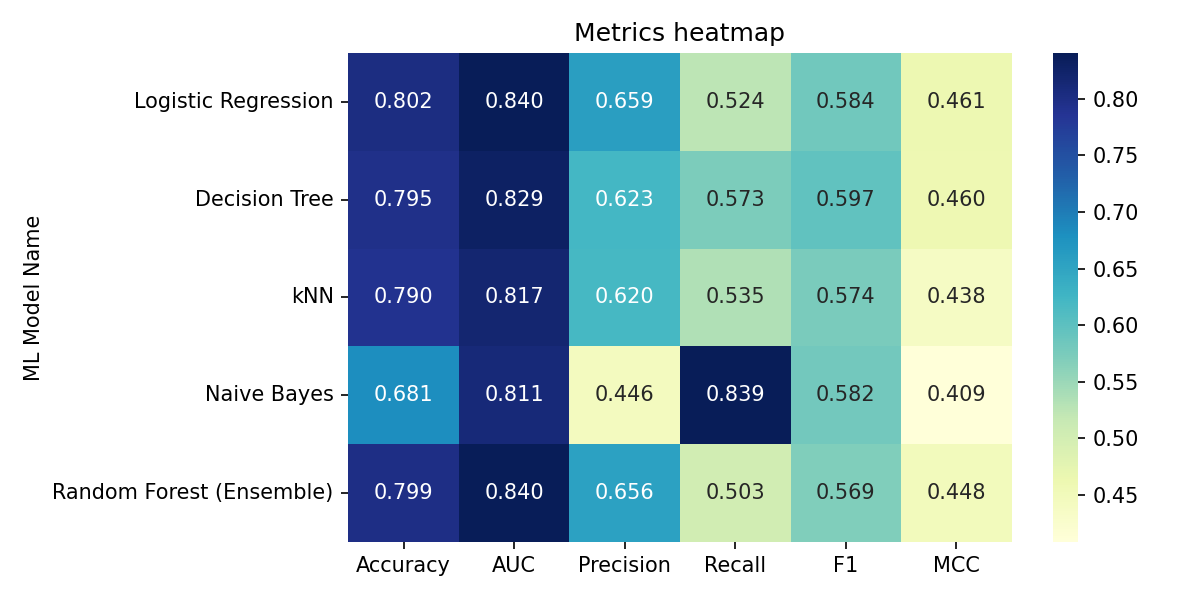 Metrics heatmap
ML Model Name
Logistic Regression 0.802 0.840 0.659 0.524 0.584 0.461
Decision Tree 0.795 0.829 0.623 0.573 0.597 0.460
kNN 0.790 0.817 0.620 0.535 0.574 0.438
Naive Bayes 0.681 0.811 0.446 0.839 0.582 0.409
Random Forest (Ensemble) 0.799 0.840 0.656 0.503 0.569 0.448
Accuracy AUC Precision Recall F1 MCC
0.80
0.75
0.70
0.65
0.60
0.55
0.50
0.45